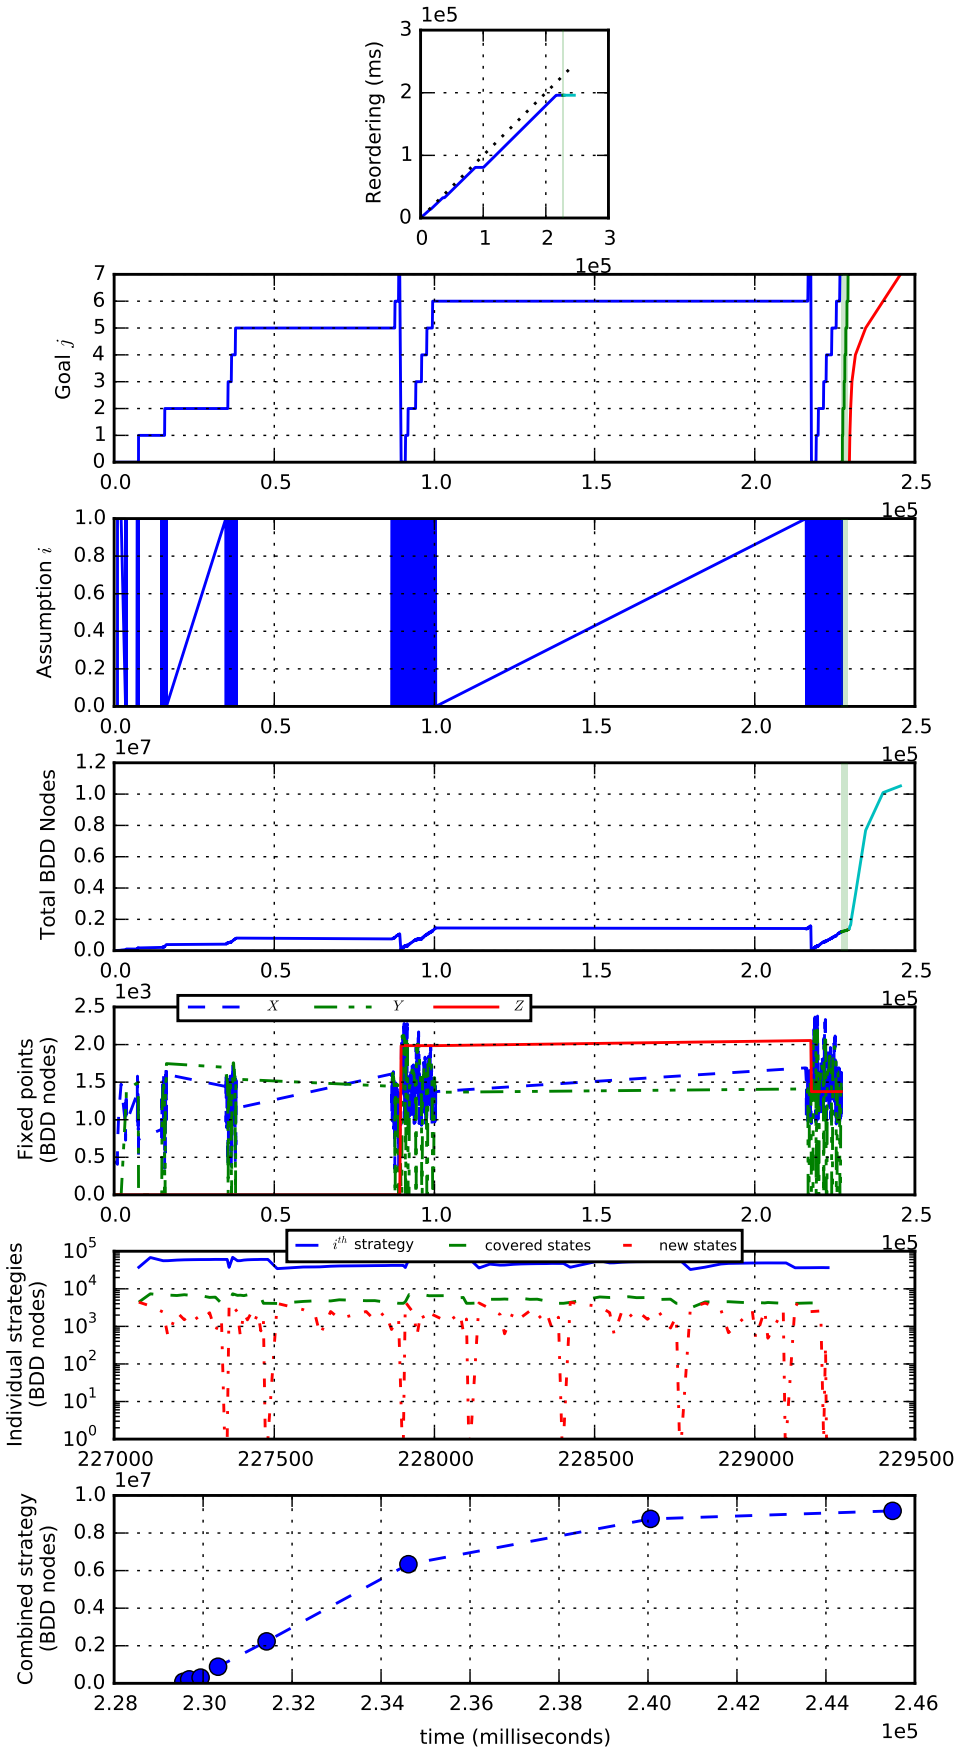 1e5
3
2
1
0
Reordering (ms)
0 1 2 3
1e5
7
6
5
4
3
2
1
0
Goal j
0.0 0.5 1.0 1.5 2.0 2.5
1e5
1.0
0.8
0.6
0.4
0.2
0.0
Assumption i
0.0 0.5 1.0 1.5 2.0 2.5
1e5
1e7
1.2
1.0
0.8
0.6
0.4
0.2
0.0
Total BDD Nodes
0.0 0.5 1.0 1.5 2.0 2.5
1e5
1e3
X Y Z
2.5
2.0
1.5
1.0
0.5
0.0
Fixed points
(BDD nodes)
0.0 0.5 1.0 1.5 2.0 2.5
1e5
i^th strategy covered states new states
10^5
10^4
10^3
10^2
10^1
10^0
Individual strategies
(BDD nodes)
227000 227500 228000 228500 229000 229500
1e7
1.0
0.8
0.6
0.4
0.2
0.0
Combined strategy
(BDD nodes)
2.28 2.30 2.32 2.34 2.36 2.38 2.40 2.42 2.44 2.46
1e5
time (milliseconds)